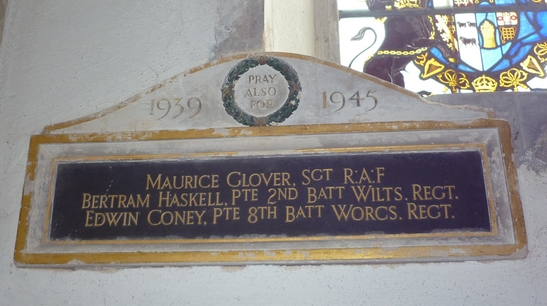 PRAY
ALSO
FOR
1939 1945
MAURICE GLOVER, SGT R.A.F
BERTRAM HASKELL, PTE 2ND BATT WILTS. REGT.
EDWIN CONEY, PTE 8TH BATT WORCS. REGT.